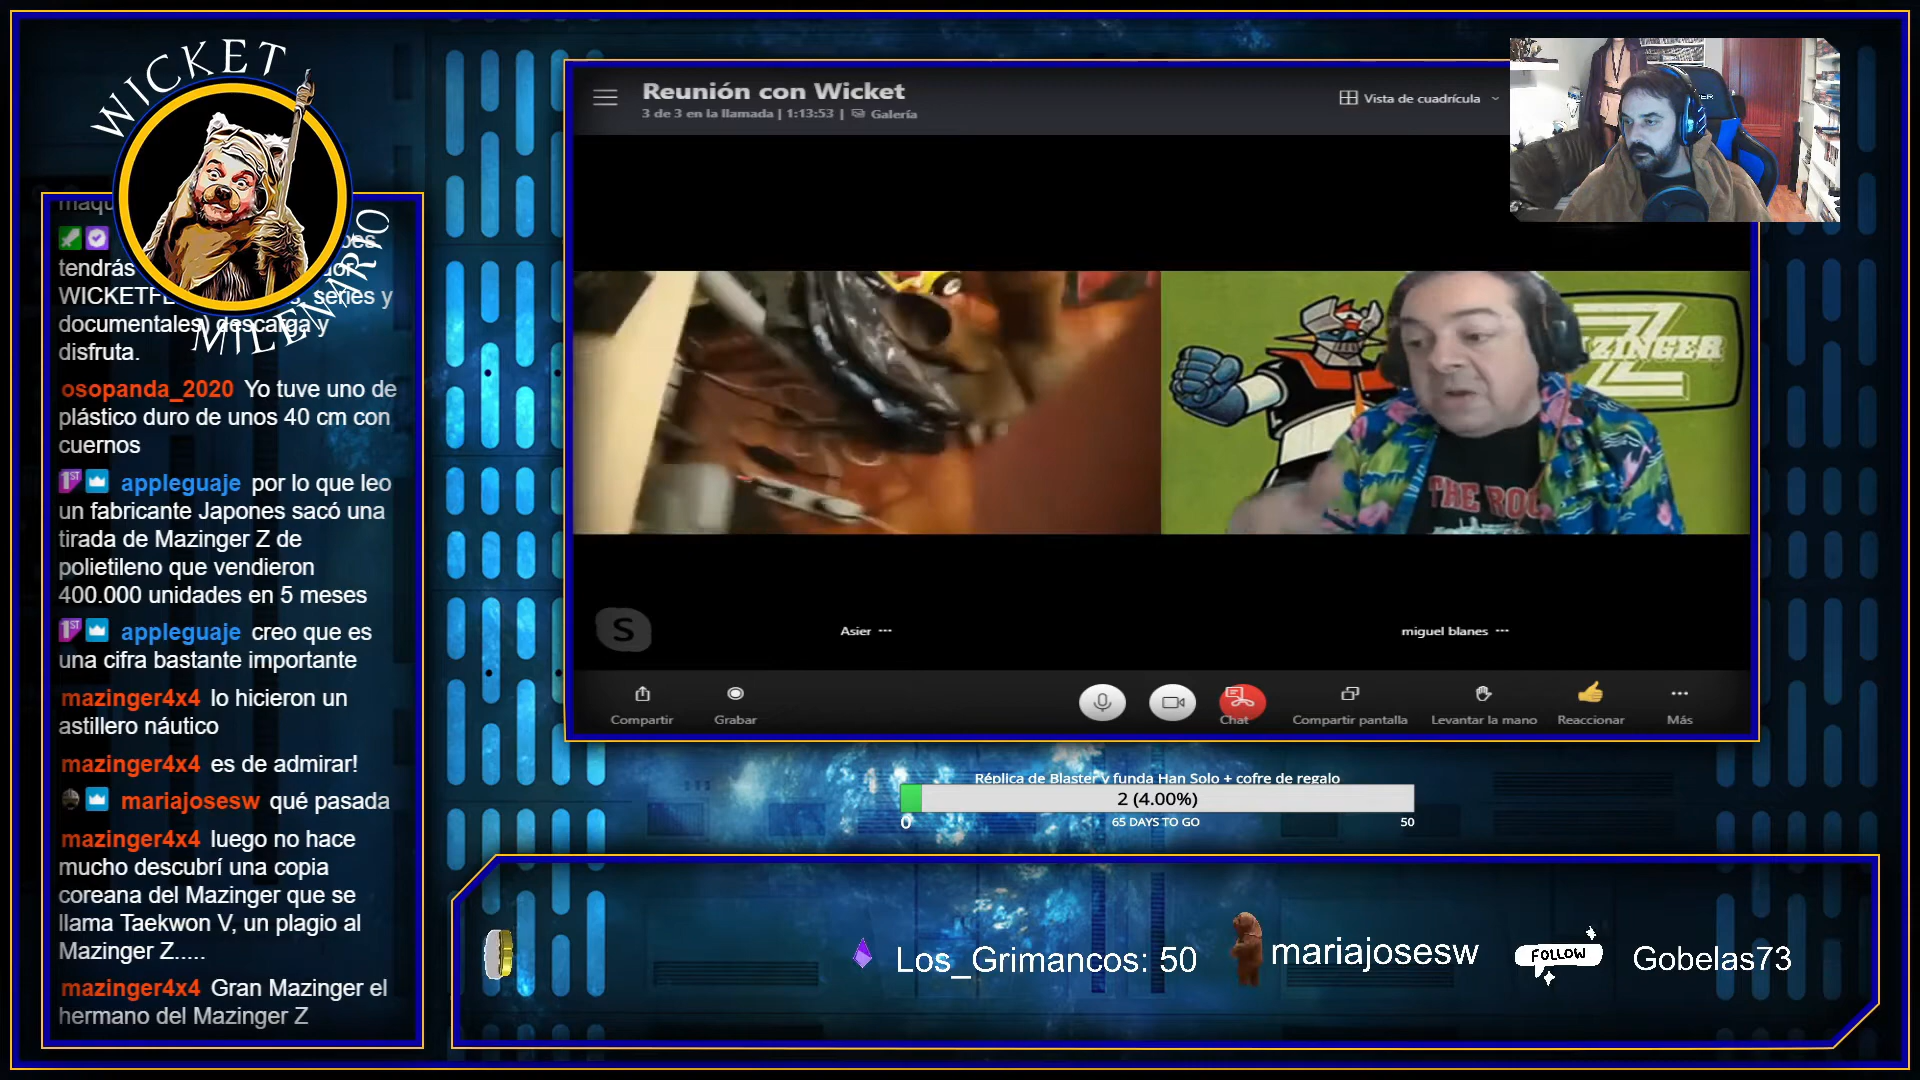 WICKET
MILENARIO
tendrás
WICKETFL series y
documentales) descarga y
disfruta.
osopanda_2020 Yo tuve uno de
plástico duro de unos 40 cm con
cuernos
1ST appleguaje por lo que leo
un fabricante Japones sacó una
tirada de Mazinger Z de
polietileno que vendieron
400.000 unidades en 5 meses
1ST appleguaje creo que es
una cifra bastante importante
mazinger4x4 lo hicieron un
astillero náutico
mazinger4x4 es de admirar!
mariajosesw qué pasada
mazinger4x4 luego no hace
mucho descubrí una copia
coreana del Mazinger que se
llama Taekwon V, un plagio al
Mazinger Z.....
mazinger4x4 Gran Mazinger el
hermano del Mazinger Z
Reunión con Wicket
3 de 3 en la llamada | 1:13:53 | Galería
Vista de cuadrícula
Z
AZINGER
THE ROC
S
Asier ···
miguel blanes ···
Compartir
Grabar
Chat
Compartir pantalla
Levantar la mano
Reaccionar
Más
Réplica de Blaster y funda Han Solo + cofre de regalo
2 (4.00%)
0
65 DAYS TO GO
50
Los_Grimancos: 50
mariajosesw
FOLLOW
Gobelas73